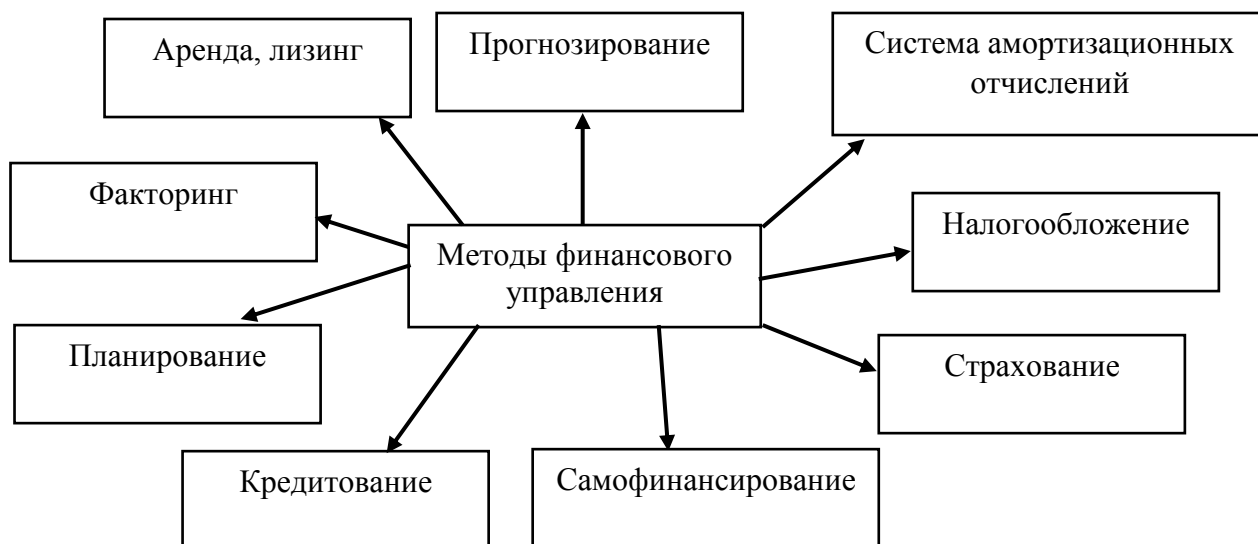 Аренда, лизинг
Прогнозирование
Система амортизационных
отчислений
Факторинг
Налогообложение
Методы финансового
управления
Планирование
Страхование
Кредитование
Самофинансирование